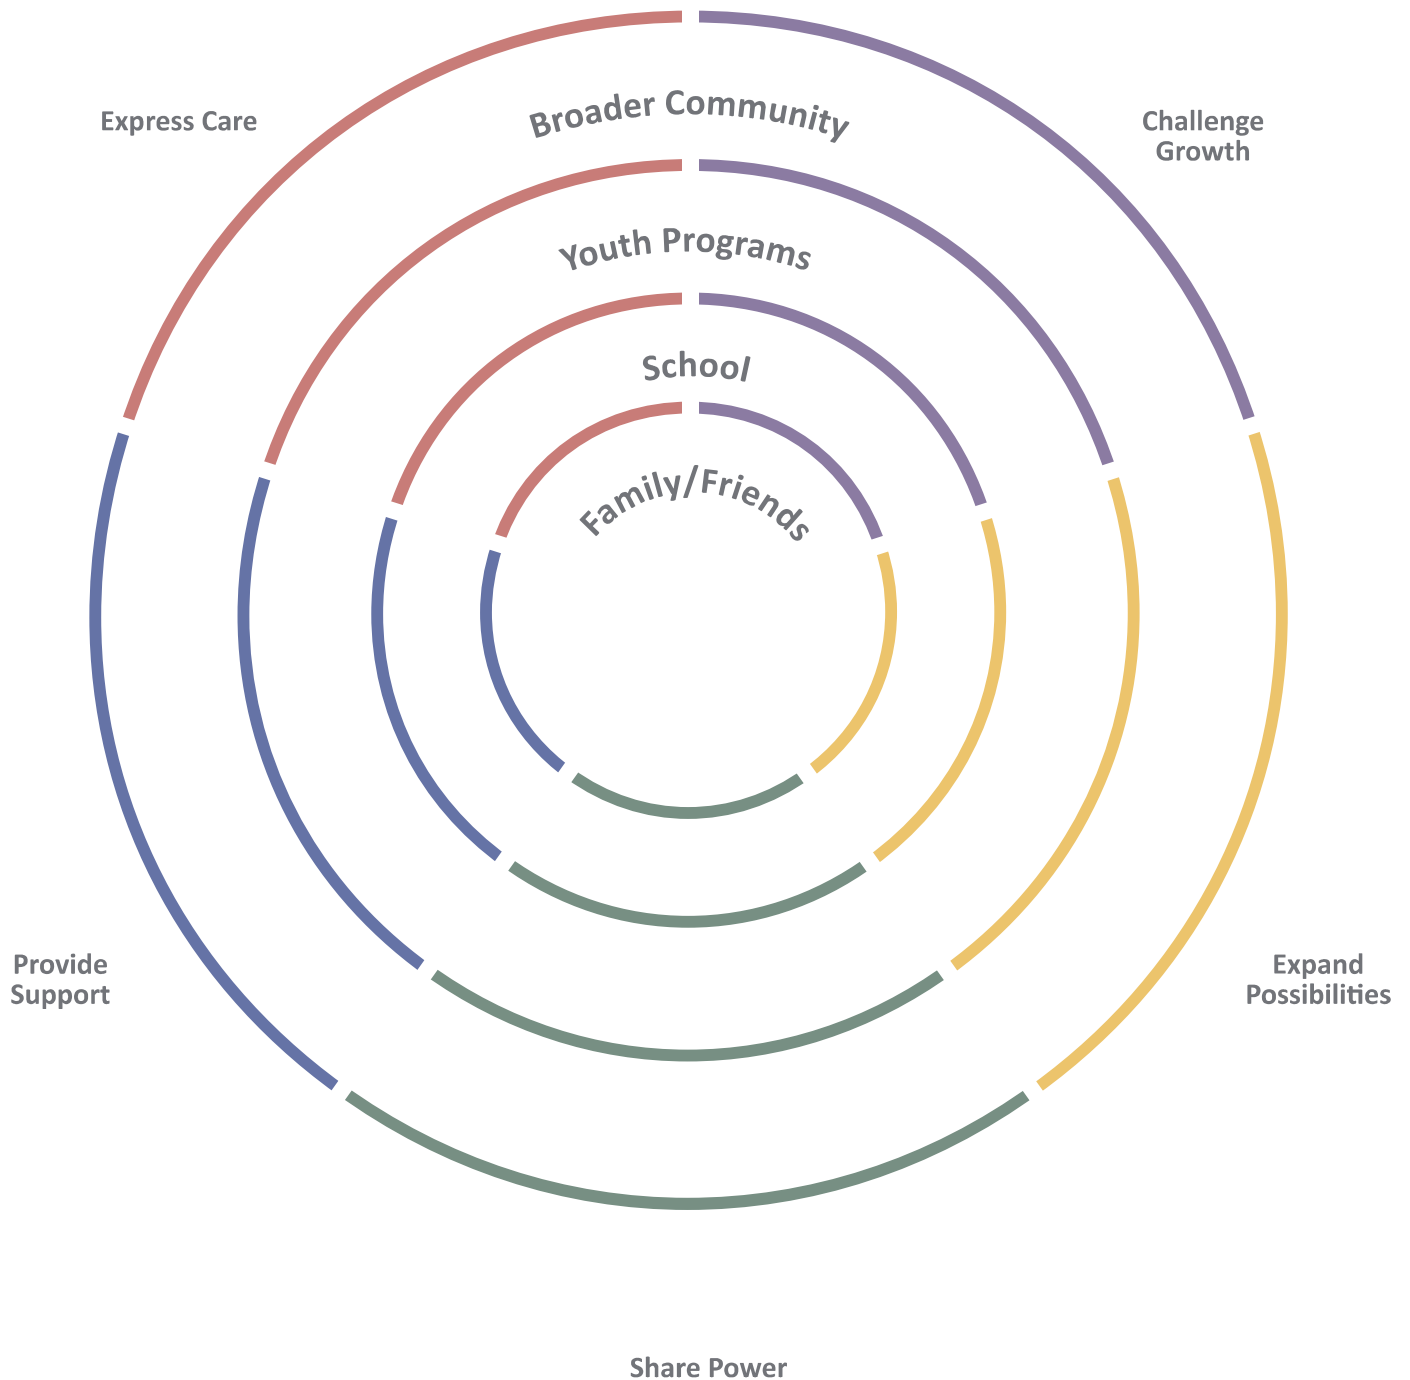 Broader Community
Express Care
Challenge
Growth
Youth Programs
School
Family/Friends
Provide
Support
Expand
Possibilities
Share Power